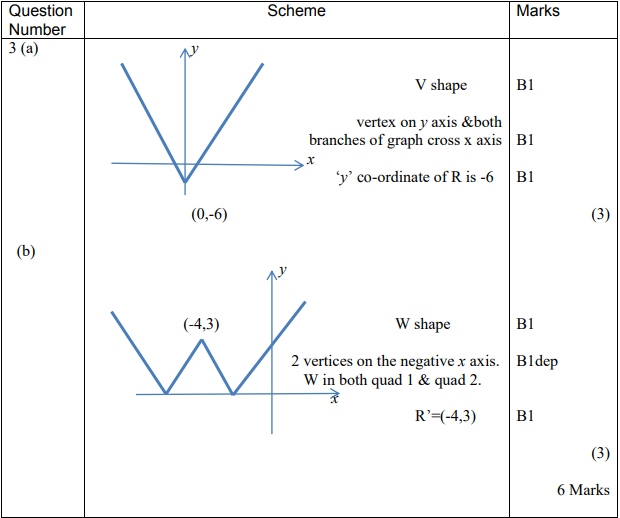 Question Number
Scheme
Marks
3 (a)
y
V shape
B1
vertex on y axis &both
branches of graph cross x axis
B1
x
‘y’ co-ordinate of R is -6
B1
(0,-6)
(3)
(b)
y
(-4,3)
W shape
B1
2 vertices on the negative x axis.
B1dep
W in both quad 1 & quad 2.
x
R’=(-4,3)
B1
(3)
6 Marks